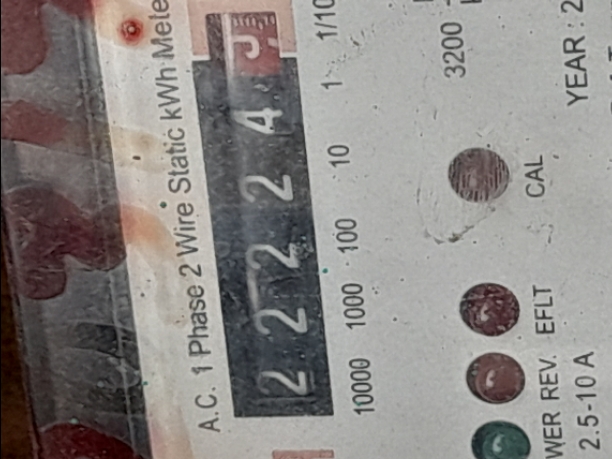 A.C. 1 Phase 2 Wire Static kWh Mete
2 2 2 2 4
10000 1000 100 10 1 1/10
3200
CAL
EFLT
REV.
WER
2.5-10 A
YEAR : 2